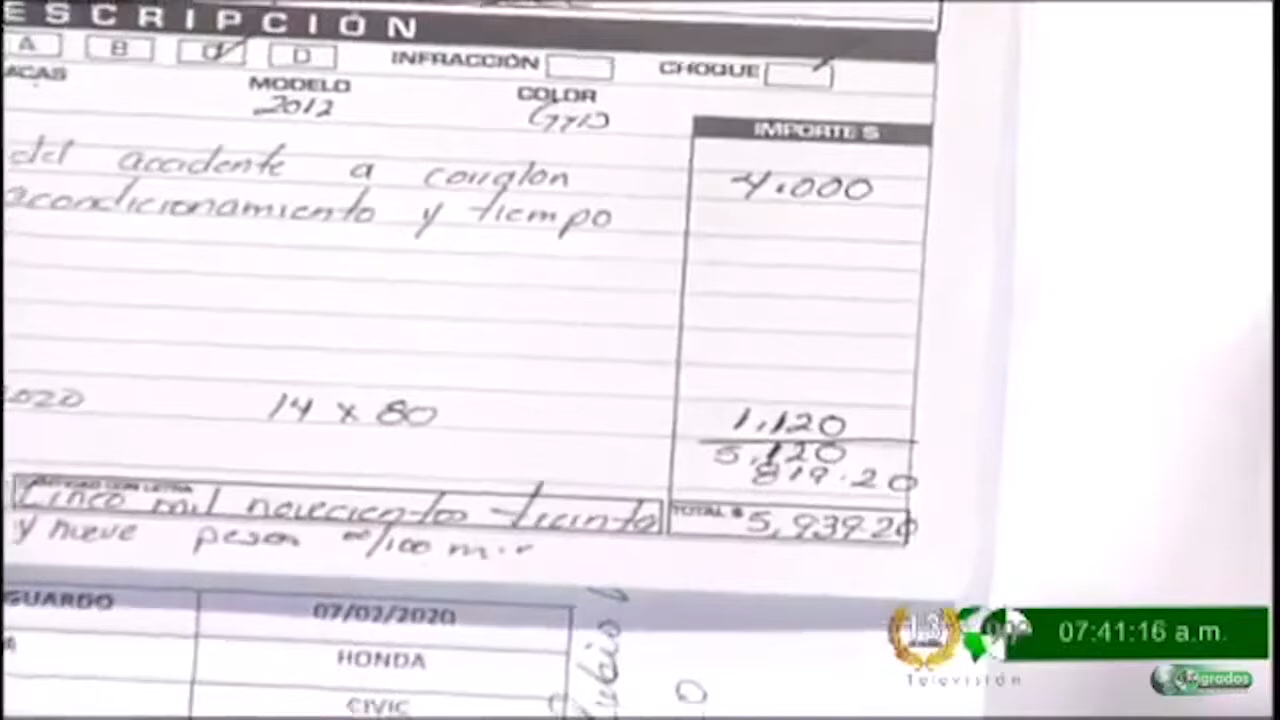 ESCRIPCIÓN
A B C D INFRACCIÓN CHOQUE
ACAS MODELO COLOR
2012 Gris
IMPORTE $
del accidente a corralon 4.000
acondicionamiento y tiempo
2020 14 x 80 1,120
5,120
819.20
Cinco mil novecientos treinta TOTAL $ 5,939.20
y nueve pesos 20/100 m.n
GUARDO 07/02/2020
HONDA
CIVIC
Rubio
13
Televisión
07:41:16 a.m.